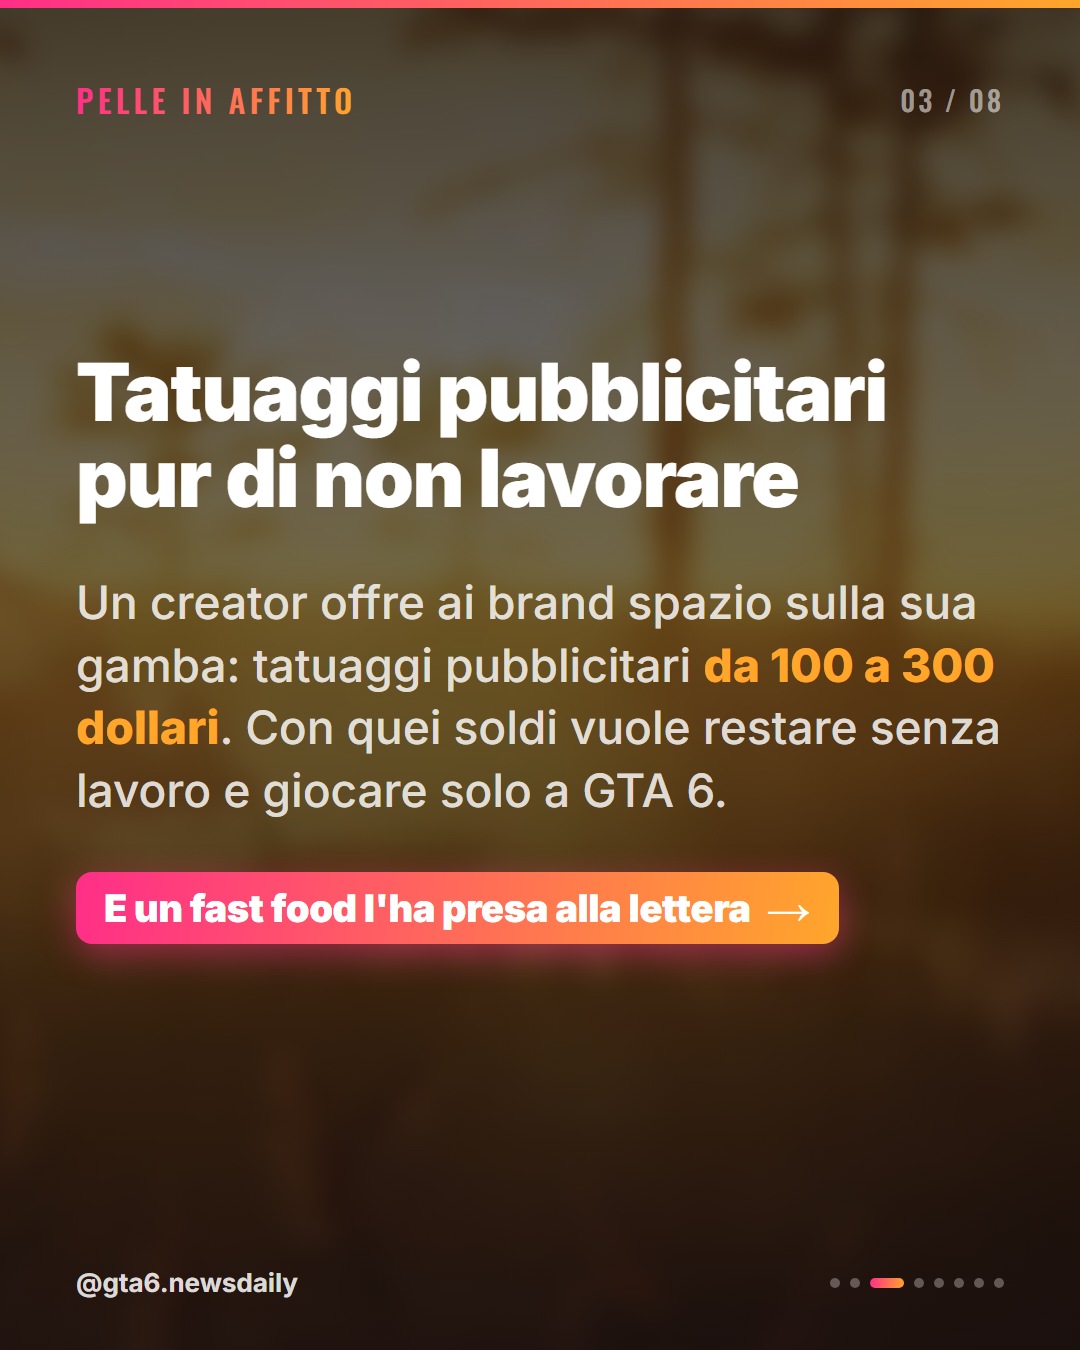 PELLE IN AFFITTO
03 / 08
Tatuaggi pubblicitari
pur di non lavorare
Un creator offre ai brand spazio sulla sua
gamba: tatuaggi pubblicitari da 100 a 300
dollari. Con quei soldi vuole restare senza
lavoro e giocare solo a GTA 6.
E un fast food l'ha presa alla lettera →
@gta6.newsdaily